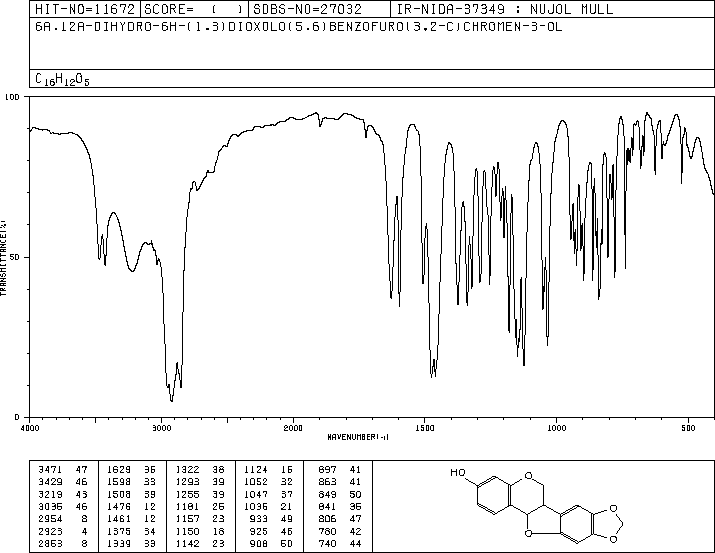 HIT-NO=11672 SCORE= ( ) SDBS-NO=27032 IR-NIDA-37349 : NUJOL MULL
6A,12A-DIHYDRO-6H-(1,3)DIOXOLO(5,6)BENZOFURO(3,2-C)CHROMEN-3-OL
C16H12O5
100
50
0
TRANSMITTANCE(%)
4000 3000 2000 1500 1000 500
WAVENUMBER(-1)
3471 47 1629 36 1322 38 1124 16 897 41
3429 46 1598 33 1293 39 1052 32 863 41
3219 43 1508 39 1255 39 1047 37 849 50
3035 46 1476 12 1181 25 1036 21 841 35
2954 8 1461 12 1157 23 933 49 806 47
2923 4 1375 34 1150 18 925 46 780 42
2853 8 1339 33 1142 23 908 50 740 44
HO
O
O
O
O